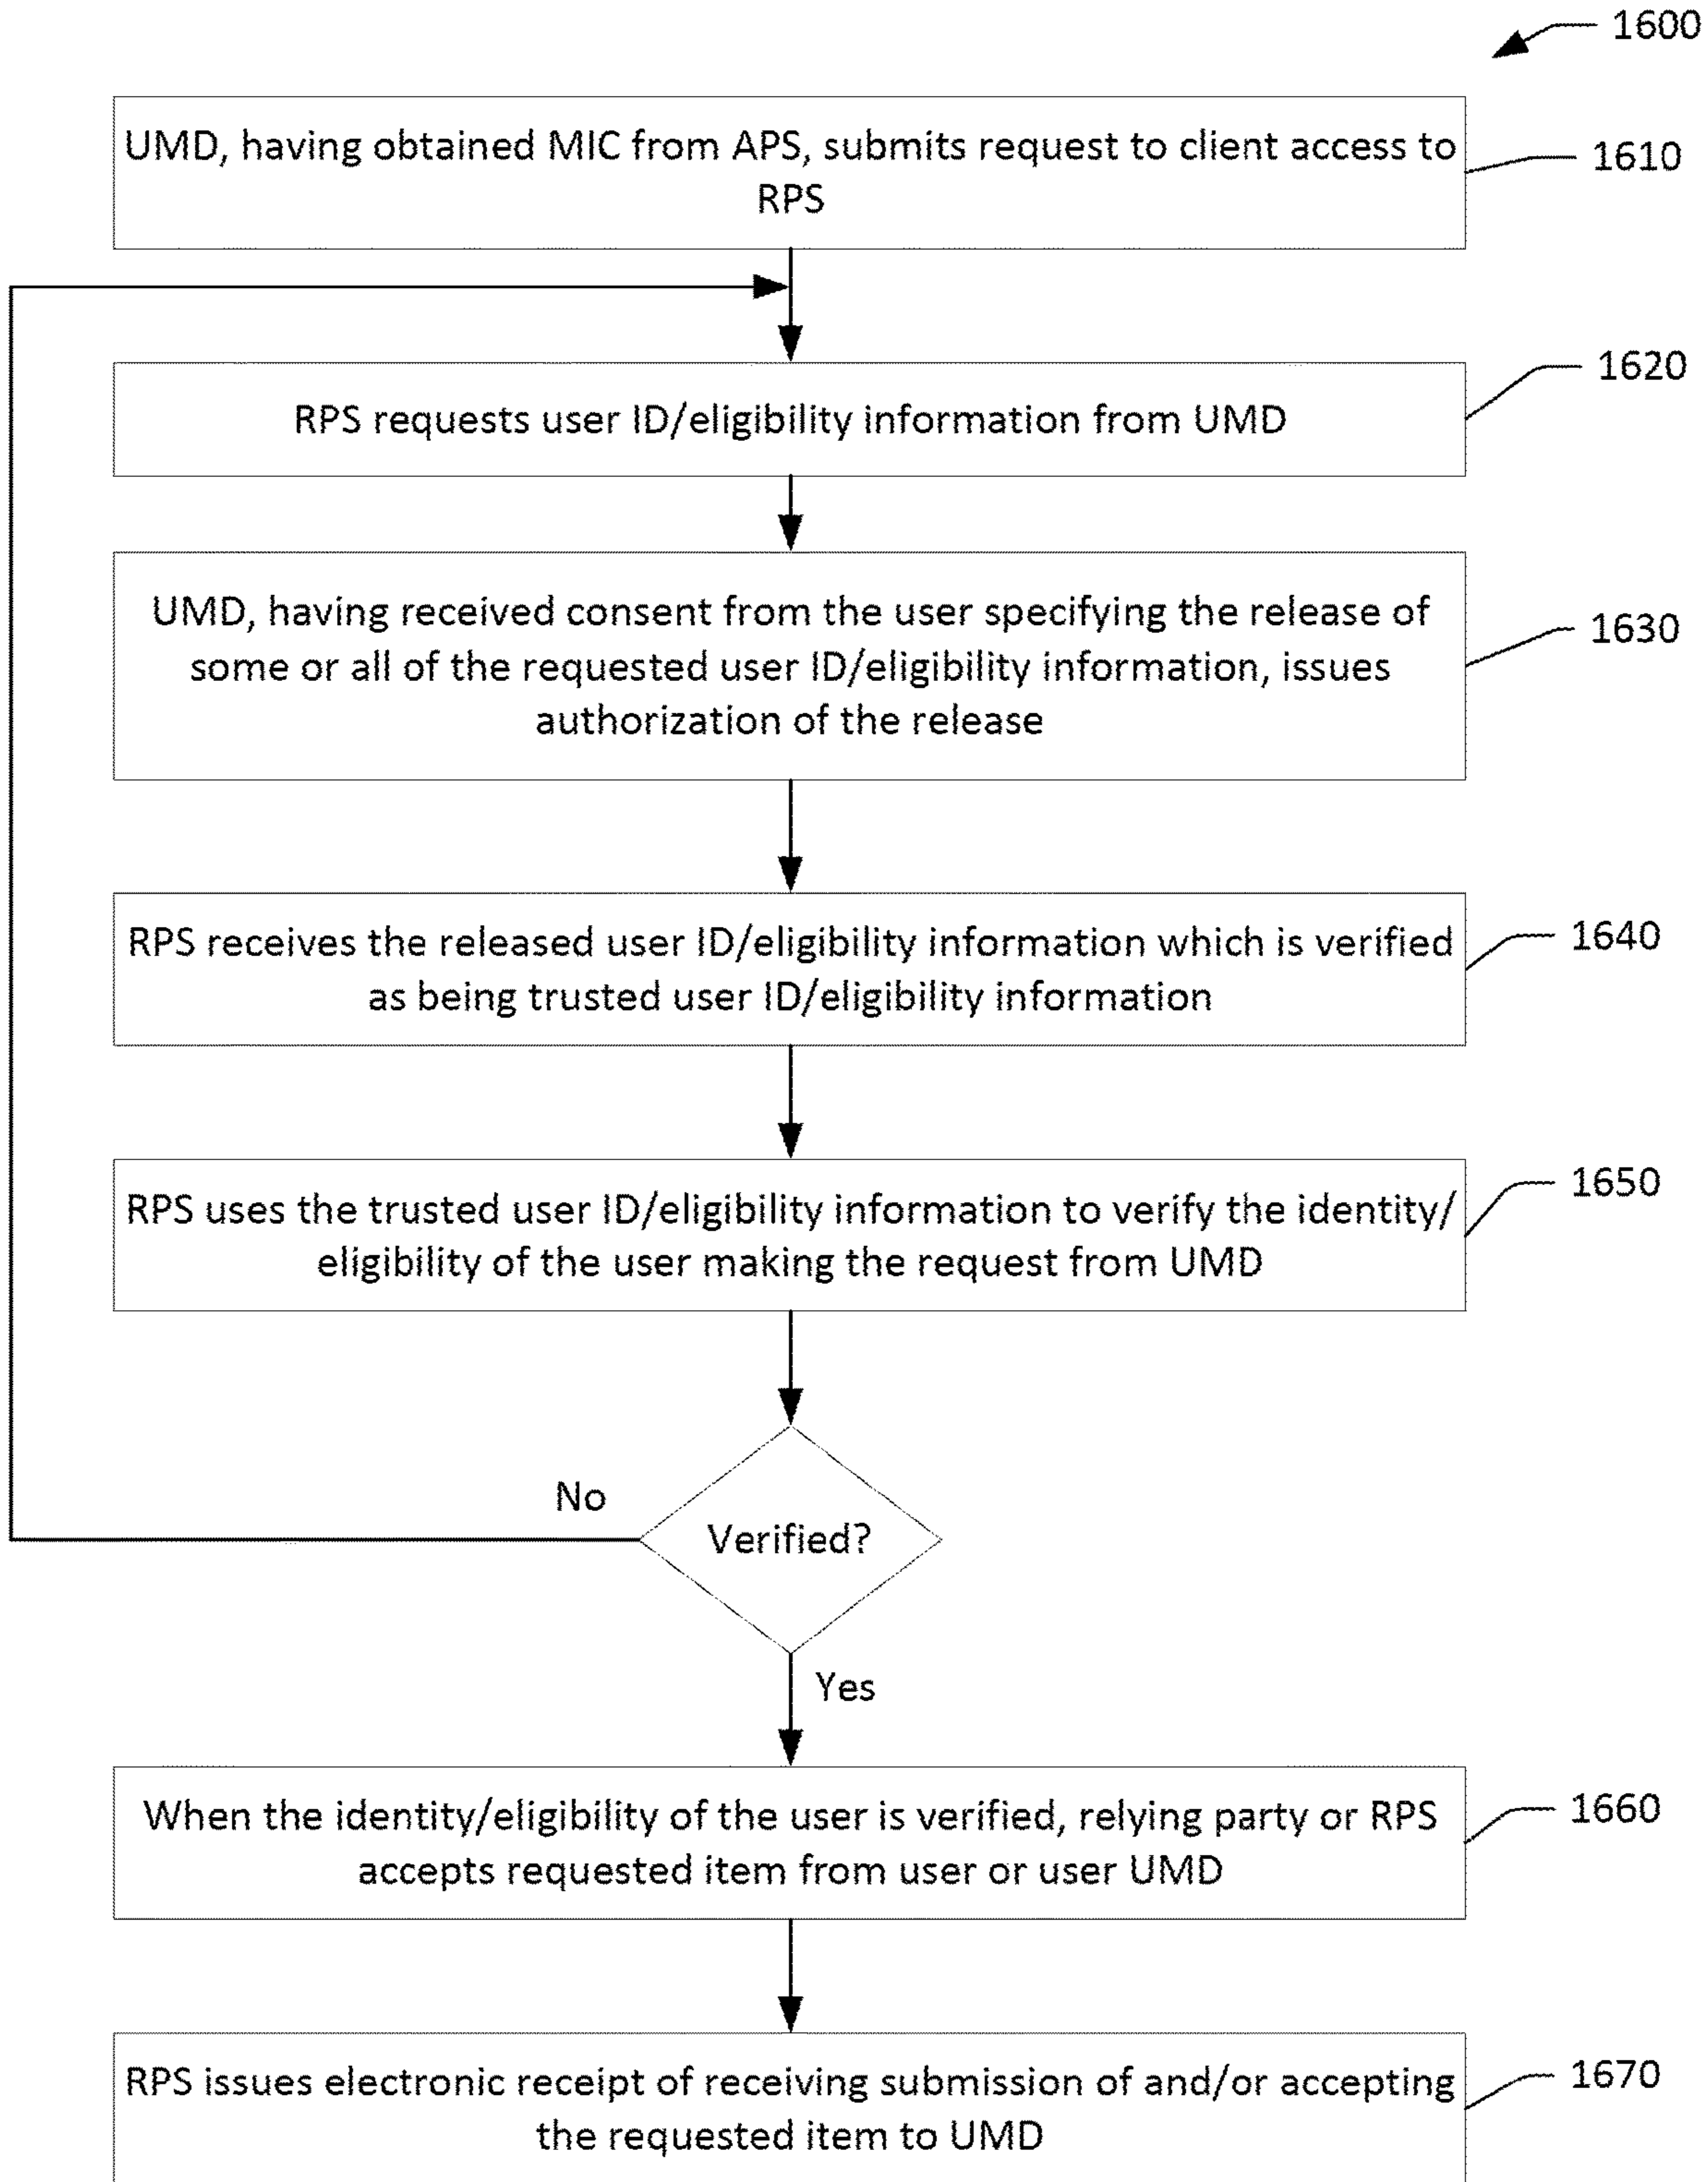 1600
UMD, having obtained MIC from APS, submits request to client access to
RPS
1610
RPS requests user ID/eligibility information from UMD
1620
UMD, having received consent from the user specifying the release of
some or all of the requested user ID/eligibility information, issues
authorization of the release
1630
RPS receives the released user ID/eligibility information which is verified
as being trusted user ID/eligibility information
1640
RPS uses the trusted user ID/eligibility information to verify the identity/
eligibility of the user making the request from UMD
1650
No
Verified?
Yes
When the identity/eligibility of the user is verified, relying party or RPS
accepts requested item from user or user UMD
1660
RPS issues electronic receipt of receiving submission of and/or accepting
the requested item to UMD
1670